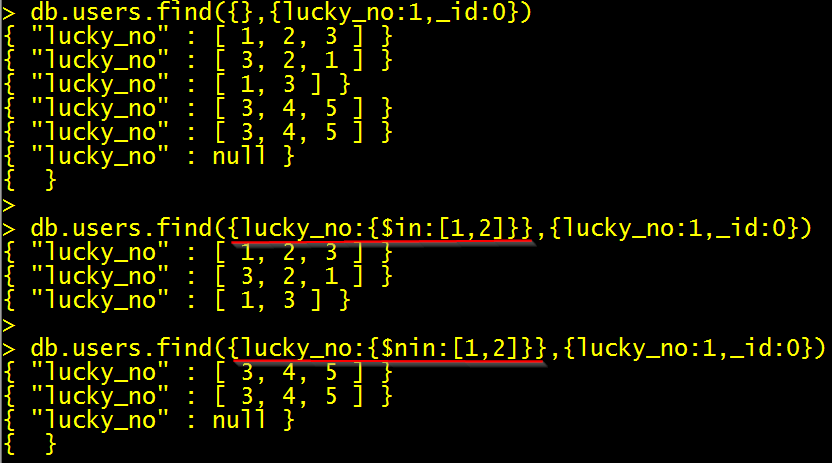 > db.users.find({},{lucky_no:1,_id:0})
{ "lucky_no" : [ 1, 2, 3 ] }
{ "lucky_no" : [ 3, 2, 1 ] }
{ "lucky_no" : [ 1, 3 ] }
{ "lucky_no" : [ 3, 4, 5 ] }
{ "lucky_no" : [ 3, 4, 5 ] }
{ "lucky_no" : null }
{  }
>
> db.users.find({lucky_no:{$in:[1,2]}},{lucky_no:1,_id:0})
{ "lucky_no" : [ 1, 2, 3 ] }
{ "lucky_no" : [ 3, 2, 1 ] }
{ "lucky_no" : [ 1, 3 ] }
>
> db.users.find({lucky_no:{$nin:[1,2]}},{lucky_no:1,_id:0})
{ "lucky_no" : [ 3, 4, 5 ] }
{ "lucky_no" : [ 3, 4, 5 ] }
{ "lucky_no" : null }
{  }